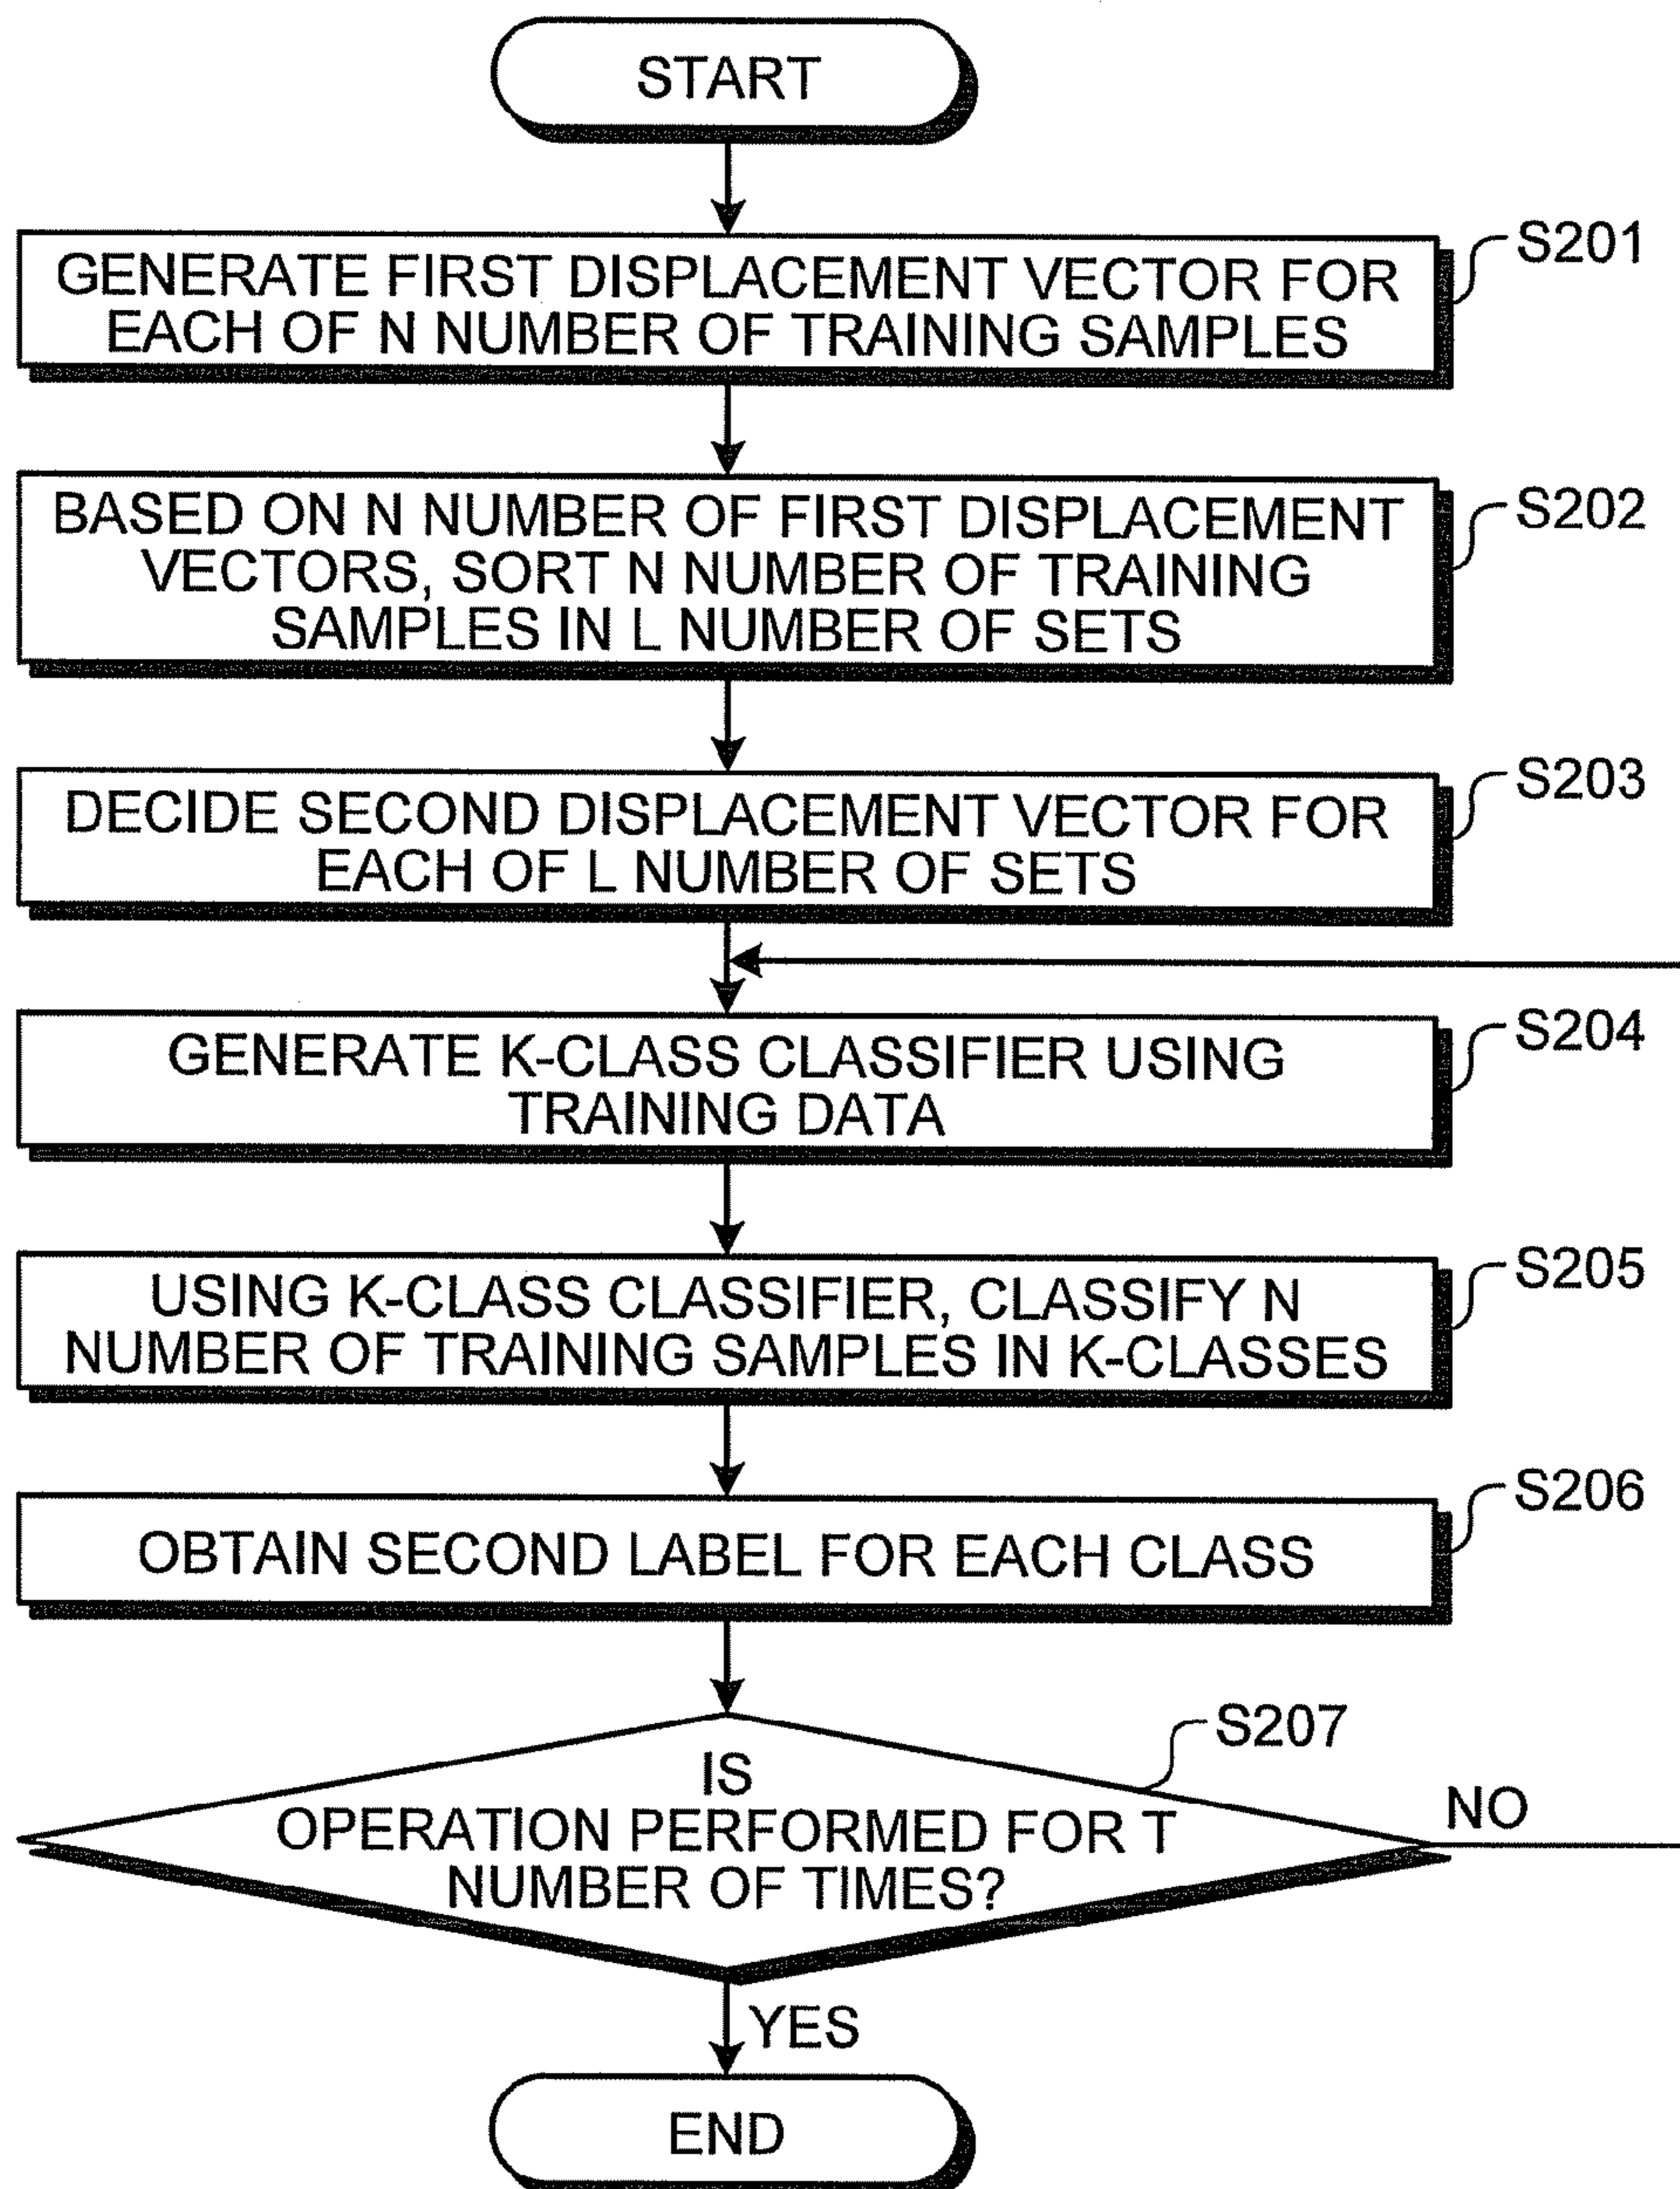 START
S201
GENERATE FIRST DISPLACEMENT VECTOR FOR
EACH OF N NUMBER OF TRAINING SAMPLES
S202
BASED ON N NUMBER OF FIRST DISPLACEMENT
VECTORS, SORT N NUMBER OF TRAINING
SAMPLES IN L NUMBER OF SETS
S203
DECIDE SECOND DISPLACEMENT VECTOR FOR
EACH OF L NUMBER OF SETS
S204
GENERATE K-CLASS CLASSIFIER USING
TRAINING DATA
S205
USING K-CLASS CLASSIFIER, CLASSIFY N
NUMBER OF TRAINING SAMPLES IN K-CLASSES
S206
OBTAIN SECOND LABEL FOR EACH CLASS
S207
IS
OPERATION PERFORMED FOR T
NUMBER OF TIMES?
NO
YES
END